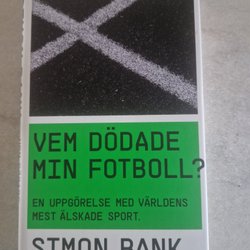 VEM DÖDADE
MIN FOTBOLL?
EN UPPGÖRELSE MED VÄRLDENS
MEST ÄLSKADE SPORT.
SIMON BANK